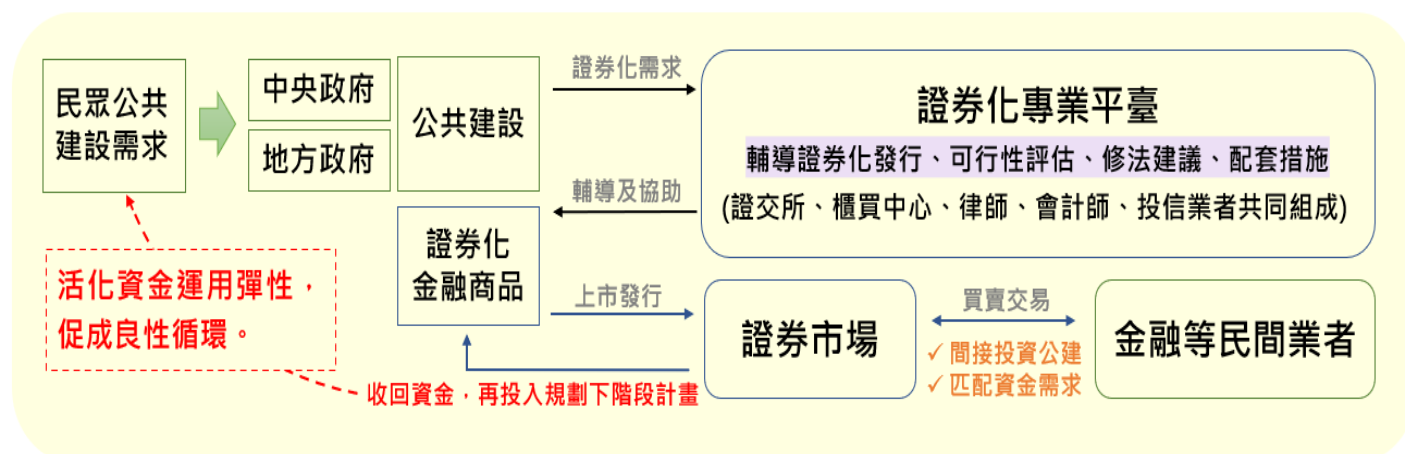 民眾公共
建設需求
中央政府
地方政府
公共建設
證券化需求
輔導及協助
證券化專業平臺
輔導證券化發行、可行性評估、修法建議、配套措施
(證交所、櫃買中心、律師、會計師、投信業者共同組成)
證券化
金融商品
上市發行
證券市場
買賣交易
✓ 間接投資公建
✓ 匹配資金需求
金融等民間業者
活化資金運用彈性，
促成良性循環。
收回資金，再投入規劃下階段計畫